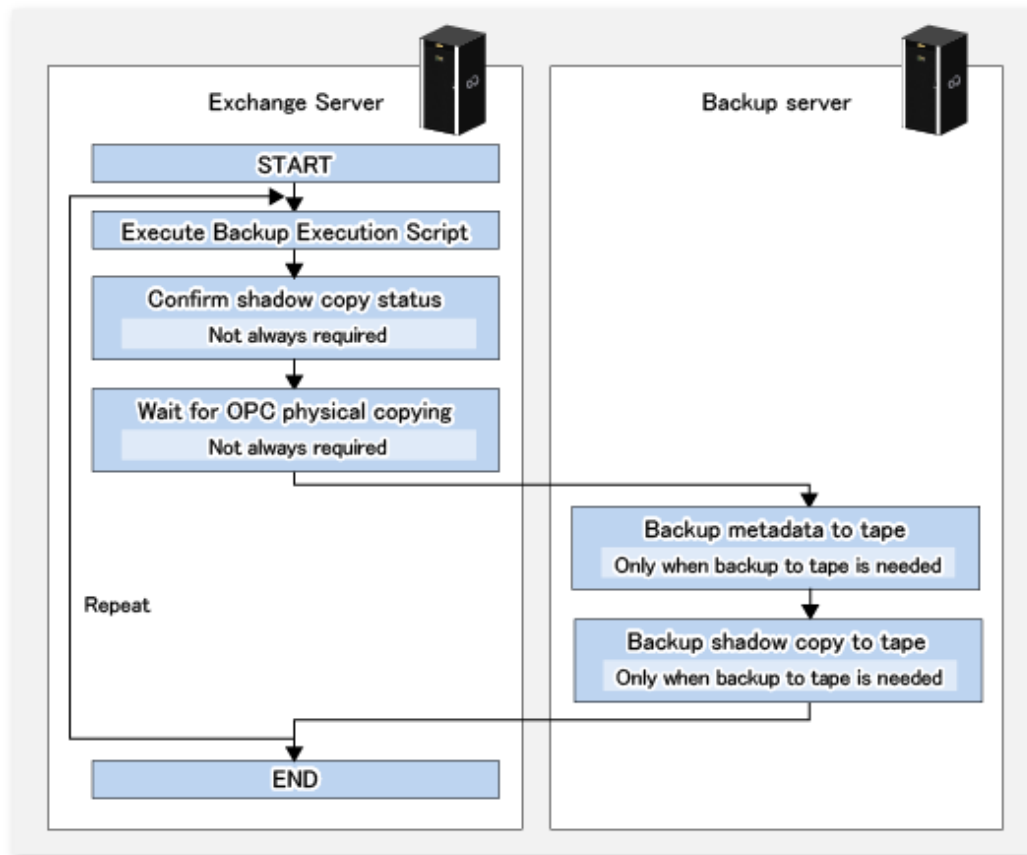 Exchange Server
START
Execute Backup Execution Script
Confirm shadow copy status
Not always required
Wait for OPC physical copying
Not always required
Repeat
END
Backup server
Backup metadata to tape
Only when backup to tape is needed
Backup shadow copy to tape
Only when backup to tape is needed